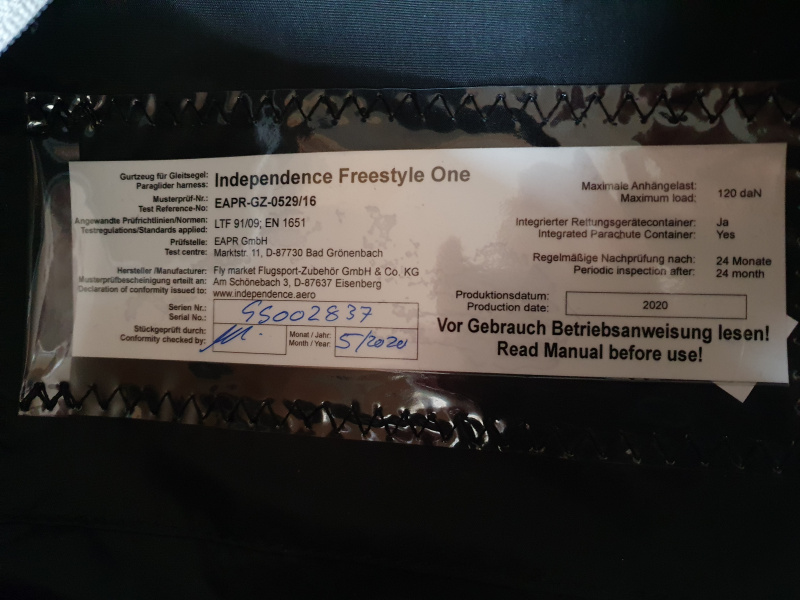 Gurtzeug für Gleitsegel:
Paraglider harness: Independence Freestyle One
Musterprüf-Nr.:
Test Reference-No: EAPR-GZ-0529/16
Angewandte Prüfrichtlinien/Normen:
Testregulations/Standards applied: LTF 91/09; EN 1651
Prüfstelle: EAPR GmbH
Test centre: Marktstr. 11, D-87730 Bad Grönenbach
Hersteller /Manufacturer: Fly market Flugsport-Zubehör GmbH & Co. KG
Musterprüfbescheinigung erteilt an: Am Schönebach 3, D-87637 Eisenberg
Declaration of conformity issued to: www.independence.aero
Serien Nr.:
Serial No.: GS002837
Stückgeprüft durch:
Conformity checked by:
Monat / Jahr:
Month / Year: 5/2020
Maximale Anhängelast:
Maximum load: 120 daN
Integrierter Rettungsgerätecontainer: Ja
Integrated Parachute Container: Yes
Regelmäßige Nachprüfung nach: 24 Monate
Periodic inspection after: 24 month
Produktionsdatum:
Production date: 2020
Vor Gebrauch Betriebsanweisung lesen!
Read Manual before use!